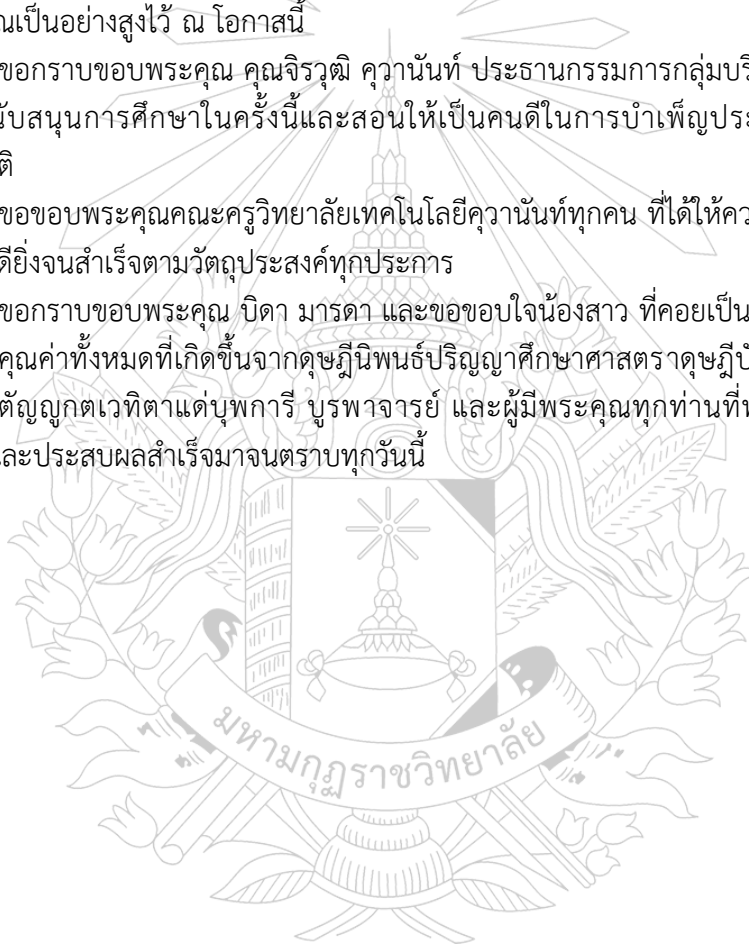 ณเป็นอย่างสูงไว้ ณ โอกาสนี้
ขอกราบขอบพระคุณ คุณจิรวุฒิ คุวานันท์ ประธานกรรมการกลุ่มบริ
ับสนุนการศึกษาในครั้งนี้และสอนให้เป็นคนดีในการบำเพ็ญประ
ติ
ขอขอบพระคุณคณะครูวิทยาลัยเทคโนโลยีคุวานันท์ทุกคน ที่ได้ให้คว
ดียิ่งจนสำเร็จตามวัตถุประสงค์ทุกประการ
ขอกราบขอบพระคุณ บิดา มารดา และขอขอบใจน้องสาว ที่คอยเป็น
คุณค่าทั้งหมดที่เกิดขึ้นจากดุษฎีนิพนธ์ปริญญาศึกษาศาสตราดุษฎีบั
ตัญญูกตเวทิตาแด่บุพการี บูรพาจารย์ และผู้มีพระคุณทุกท่านที่
ละประสบผลสำเร็จมาจนตราบทุกวันนี้
มหามกุฏราชวิทยาลัย